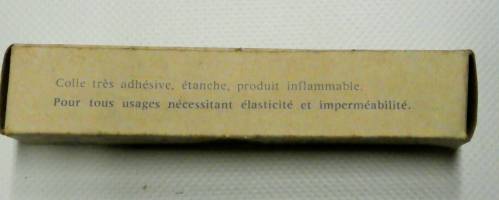 Colle très adhésive, étanche, produit inflammable.
Pour tous usages nécessitant élasticité et imperméabilité.